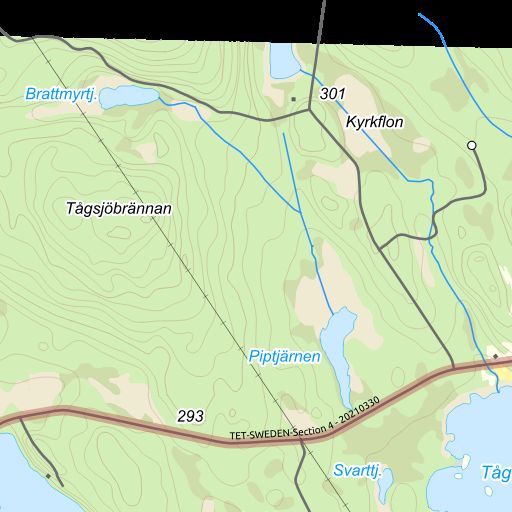 Brattmyrtj.
301
Kyrkflon
Tågsjöbrännan
Piptjärnen
293
TET-SWEDEN-Section 4 - 20210330
Svarttj.
Tåg